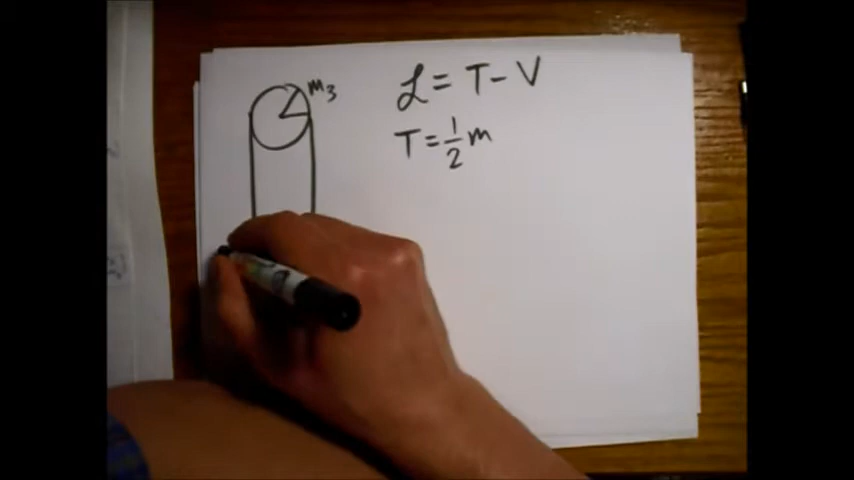 m₃
ℒ = T - V
T = 1/2 m